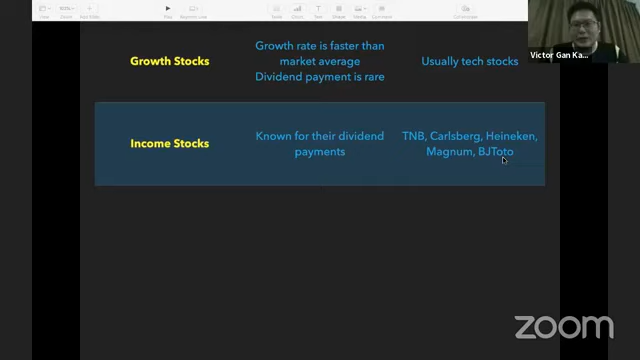 Victor Gan Ka...
Growth Stocks
Growth rate is faster than
market average
Dividend payment is rare
Usually tech stocks
Income Stocks
Known for their dividend
payments
TNB, Carlsberg, Heineken,
Magnum, BJToto
zoom